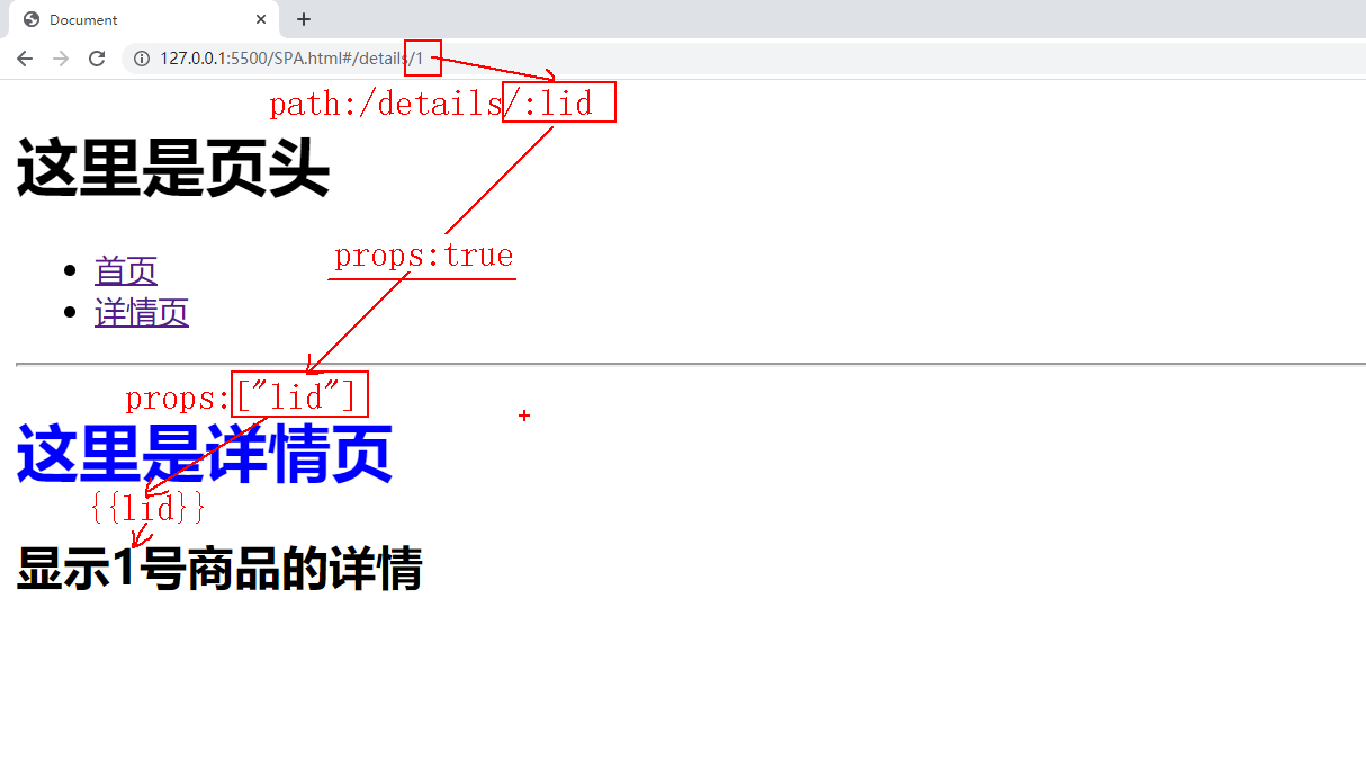 Document
127.0.0.1:5500/SPA.html#/details/1
path:/details/:lid
这里是页头
首页
props:true
详情页
props:["lid"]
这里是详情页
{{lid}}
显示1号商品的详情